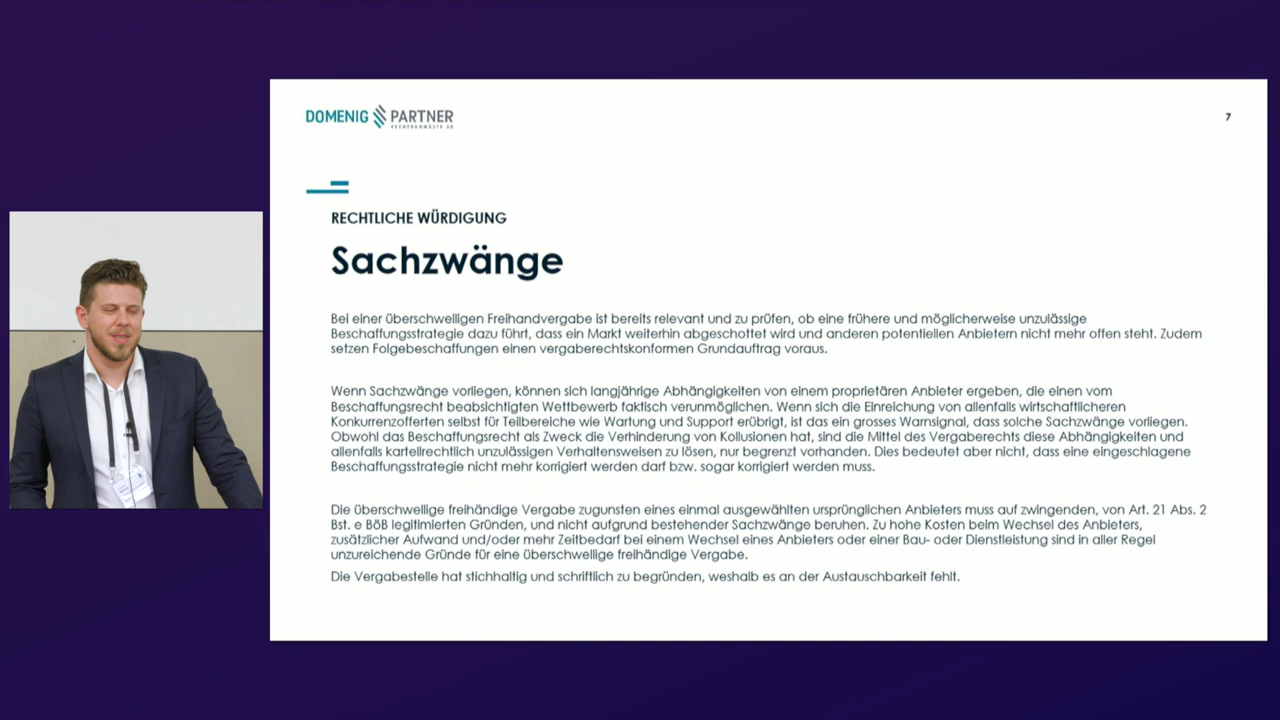 DOMENIG PARTNER
RECHTSANWÄLTE AG
7
RECHTLICHE WÜRDIGUNG
Sachzwänge
Bei einer überschwelligen Freihandvergabe ist bereits relevant und zu prüfen, ob eine frühere und möglicherweise unzulässige
Beschaffungsstrategie dazu führt, dass ein Markt weiterhin abgeschottet wird und anderen potentiellen Anbietern nicht mehr offen steht. Zudem
setzen Folgebeschaffungen einen vergaberechtskonformen Grundauftrag voraus.
Wenn Sachzwänge vorliegen, können sich langjährige Abhängigkeiten von einem proprietären Anbieter ergeben, die einen vom
Beschaffungsrecht beabsichtigten Wettbewerb faktisch verunmöglichen. Wenn sich die Einreichung von allenfalls wirtschaftlicheren
Konkurrenzofferten selbst für Teilbereiche wie Wartung und Support erübrigt, ist das ein grosses Warnsignal, dass solche Sachzwänge vorliegen.
Obwohl das Beschaffungsrecht als Zweck die Verhinderung von Kollusionen hat, sind die Mittel des Vergaberechts diese Abhängigkeiten und
allenfalls kartellrechtlich unzulässigen Verhaltensweisen zu lösen, nur begrenzt vorhanden. Dies bedeutet aber nicht, dass eine eingeschlagene
Beschaffungsstrategie nicht mehr korrigiert werden darf bzw. sogar korrigiert werden muss.
Die überschwellige freihändige Vergabe zugunsten eines einmal ausgewählten ursprünglichen Anbieters muss auf zwingenden, von Art. 21 Abs. 2
Bst. e BöB legitimierten Gründen, und nicht aufgrund bestehender Sachzwänge beruhen. Zu hohe Kosten beim Wechsel des Anbieters,
zusätzlicher Aufwand und/oder mehr Zeitbedarf bei einem Wechsel eines Anbieters oder einer Bau- oder Dienstleistung sind in aller Regel
unzureichende Gründe für eine überschwellige freihändige Vergabe.
Die Vergabestelle hat stichhaltig und schriftlich zu begründen, weshalb es an der Austauschbarkeit fehlt.